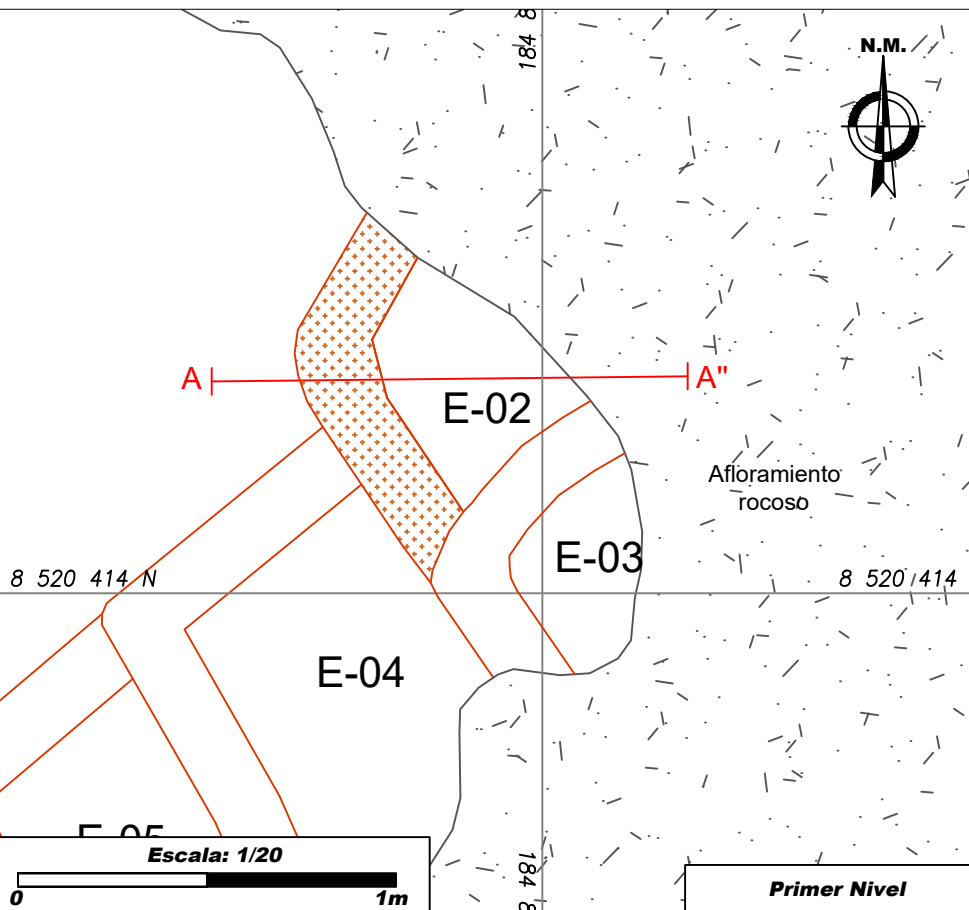 184 8
N.M.
A
A"
E-02
Afloramiento
rocoso
E-03
8 520 414 N
8 520 414
E-04
E-05
184 8
Escala: 1/20
0
1m
Primer Nivel